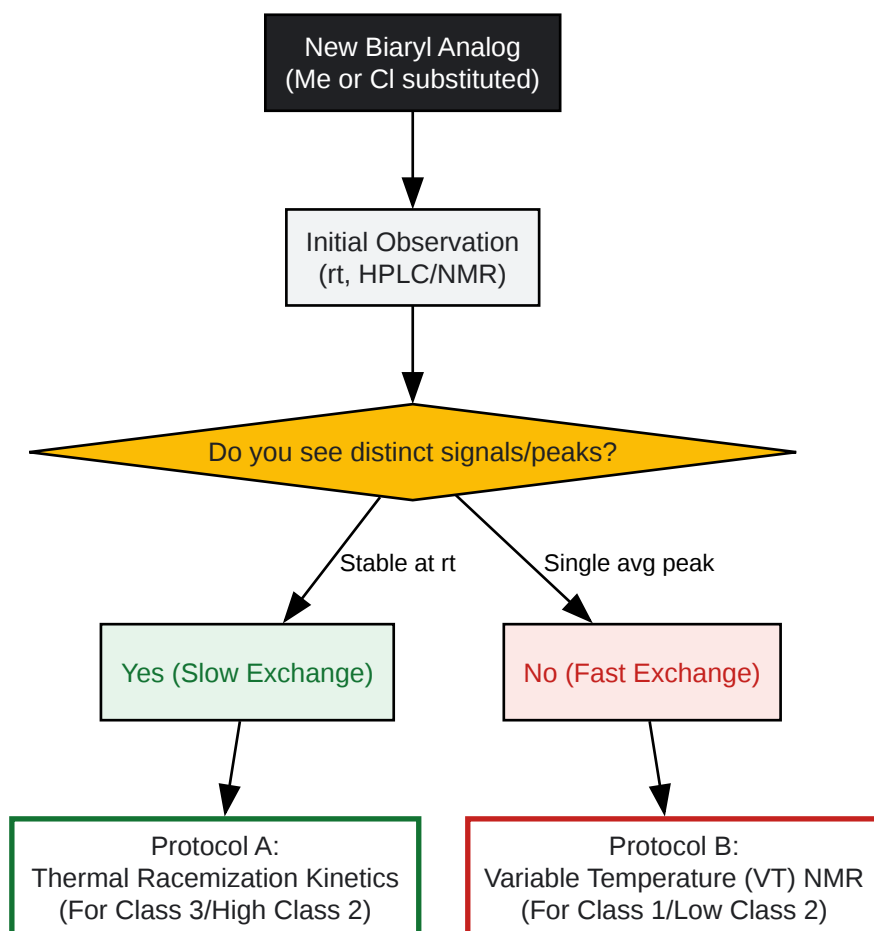 New Biaryl Analog
(Me or Cl substituted)
Initial Observation
(rt, HPLC/NMR)
Do you see distinct signals/peaks?
Stable at rt
Single avg peak
Yes (Slow Exchange)
No (Fast Exchange)
Protocol A:
Thermal Racemization Kinetics
(For Class 3/High Class 2)
Protocol B:
Variable Temperature (VT) NMR
(For Class 1/Low Class 2)